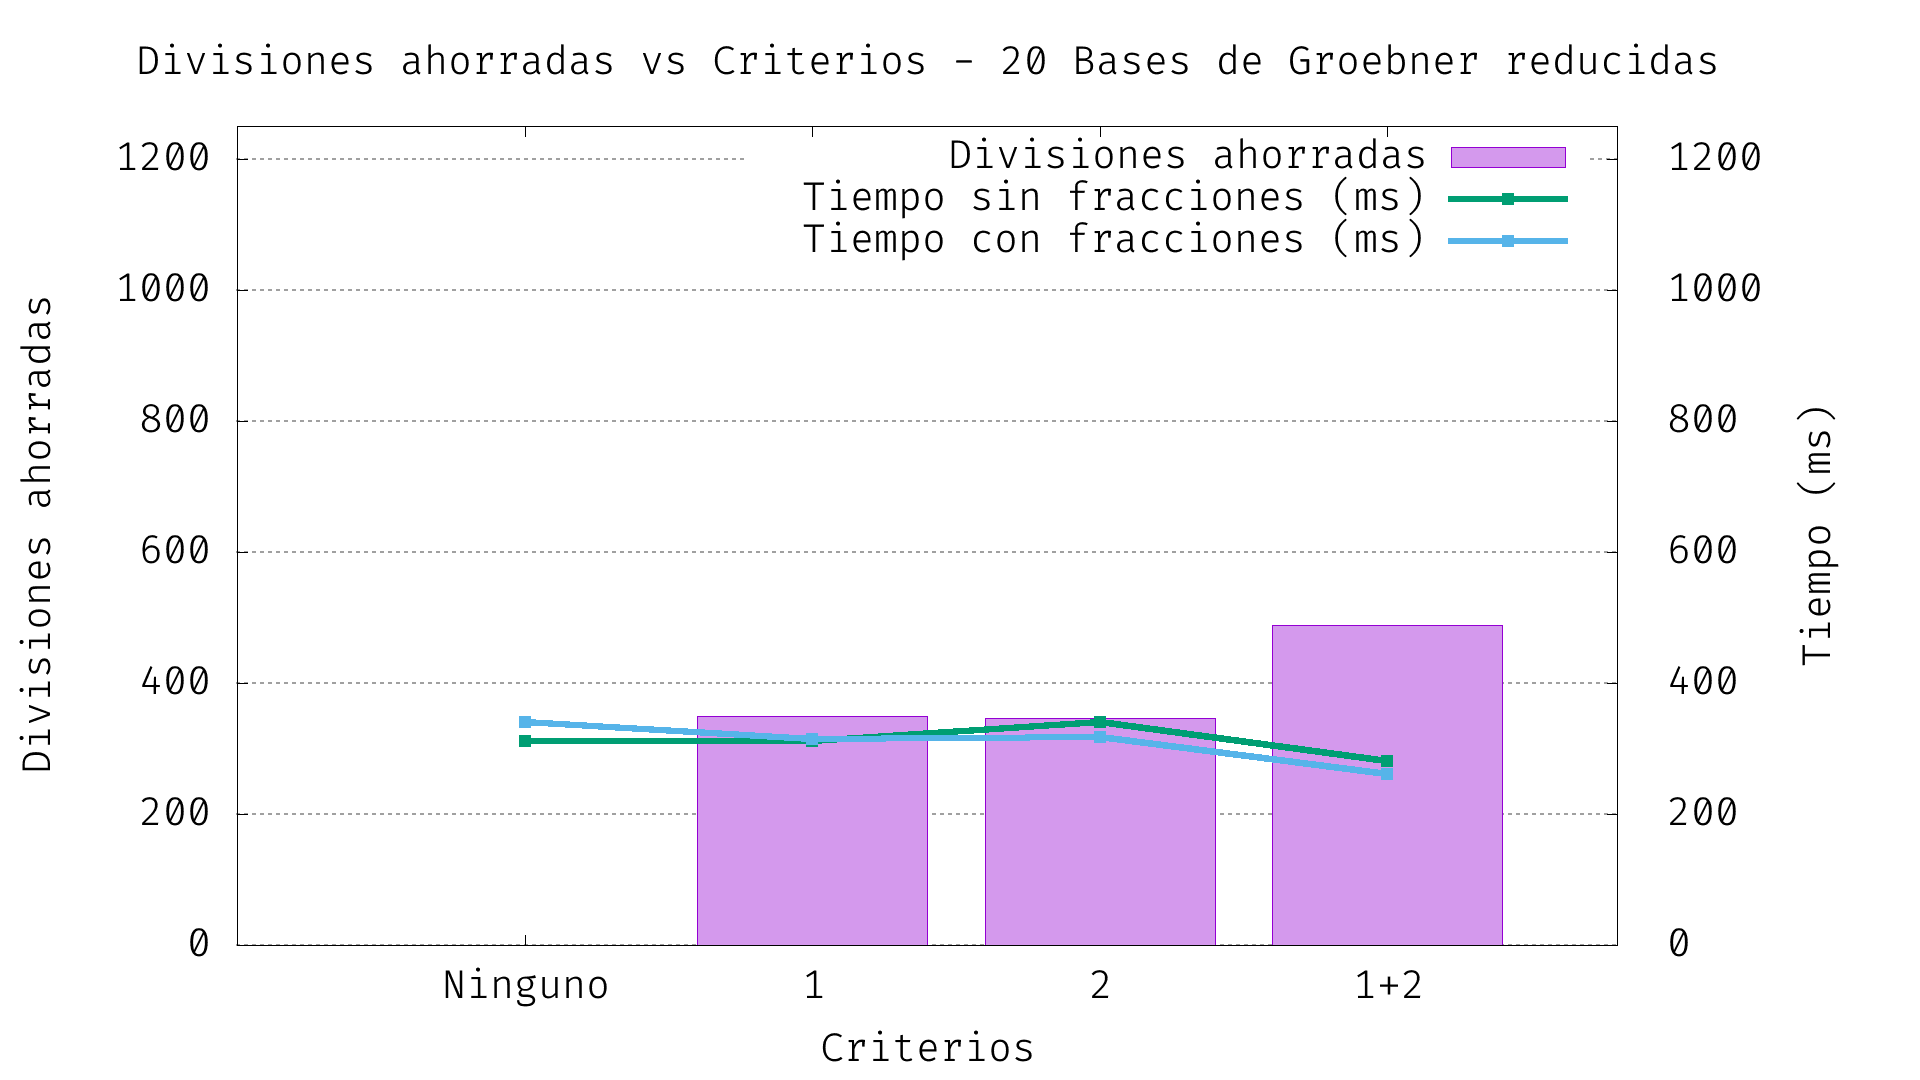 Divisiones ahorradas vs Criterios - 20 Bases de Groebner reducidas
Divisiones ahorradas
Tiempo sin fracciones (ms)
Tiempo con fracciones (ms)
1200
1000
800
600
400
200
0
Divisiones ahorradas
1200
1000
800
600
400
200
0
Tiempo (ms)
Ninguno
1
2
1+2
Criterios